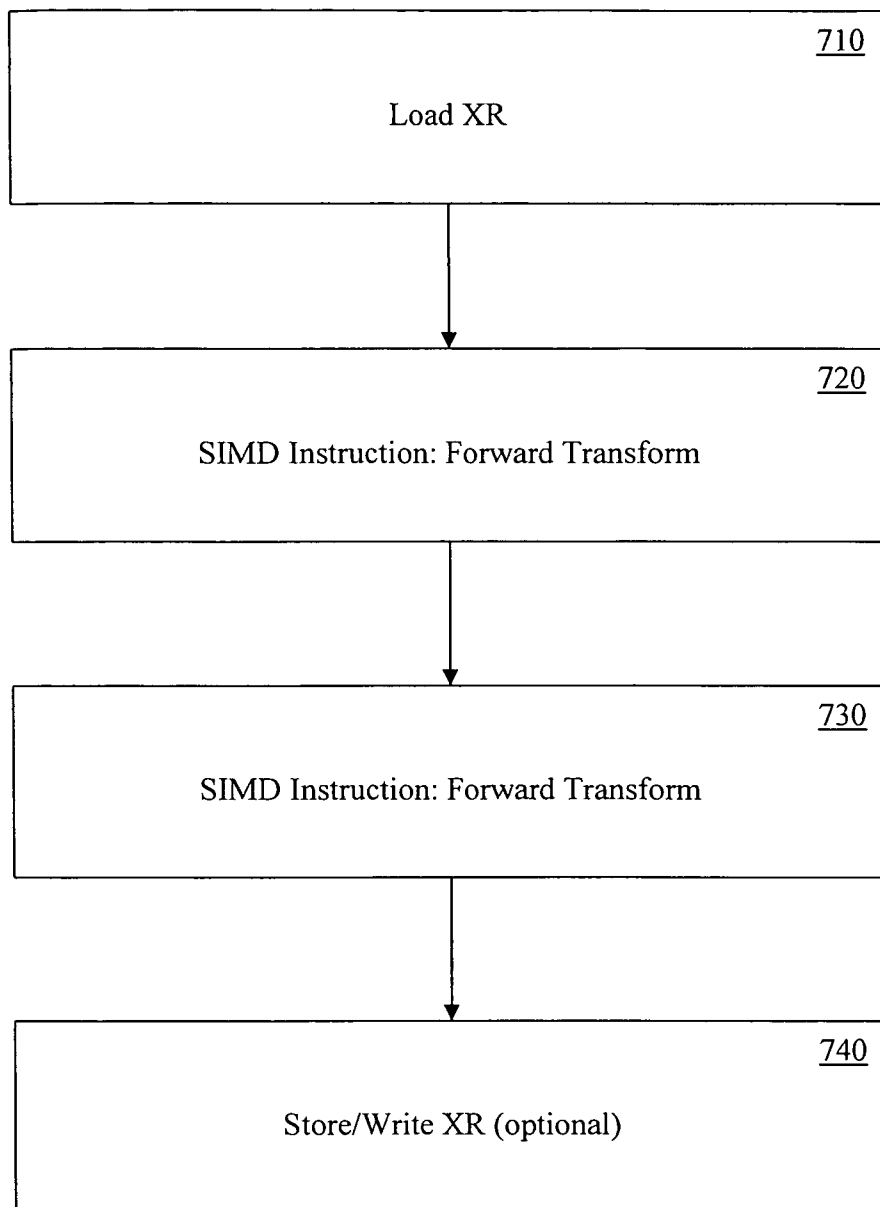 710
Load XR
720
SIMD Instruction: Forward Transform
730
SIMD Instruction: Forward Transform
740
Store/Write XR (optional)